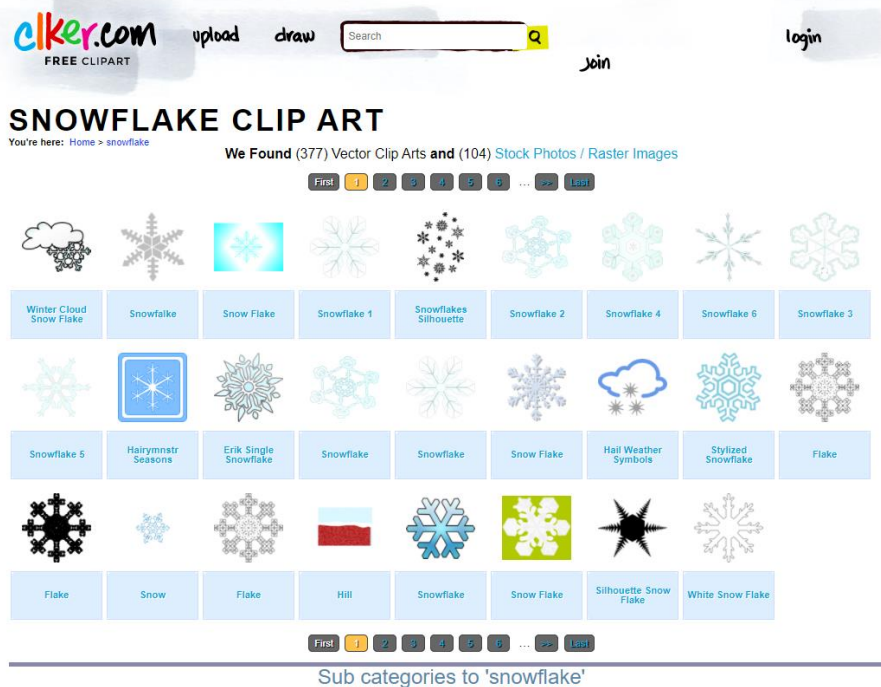 clker.com
FREE CLIPART
upload draw Search
Join
login
SNOWFLAKE CLIP ART
You're here: Home > snowflake
We Found (377) Vector Clip Arts and (104) Stock Photos / Raster Images
First 1 2 3 4 5 6 ... >> Last
Winter Cloud
Snow Flake
Snowfalke
Snow Flake
Snowflake 1
Snowflakes
Silhouette
Snowflake 2
Snowflake 4
Snowflake 6
Snowflake 3
Snowflake 5
Hairymnstr
Seasons
Erik Single
Snowflake
Snowflake
Snowflake
Snow Flake
Hail Weather
Symbols
Stylized
Snowflake
Flake
Flake
Snow
Flake
Hill
Snowflake
Snow Flake
Silhouette Snow
Flake
White Snow Flake
First 1 2 3 4 5 6 ... >> Last
Sub categories to 'snowflake'